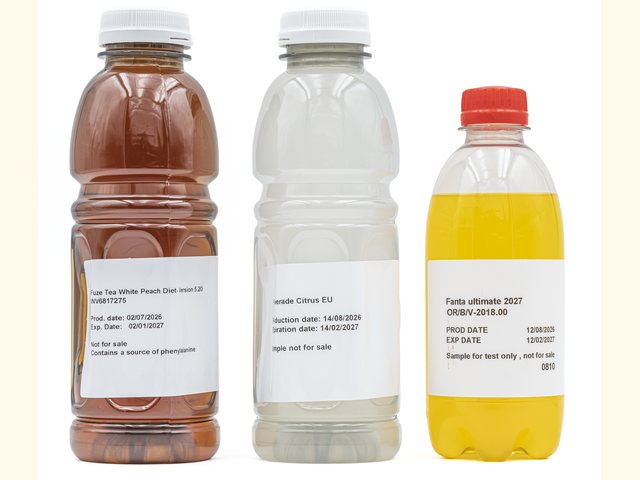 Fuze Tea White Peach Diet- Version 5.20
INV6817275
Prod. date: 02/07/2026
Exp. Date: 02/01/2027
Not for sale
Contains a source of phenylalanine
erade Citrus EU
duction date: 14/08/2026
iration date: 14/02/2027
mple not for sale
Fanta ultimate 2027
OR/B/V-2018.00
PROD DATE 12/08/2026
EXP DATE 12/02/2027
Sample for test only , not for sale
0810